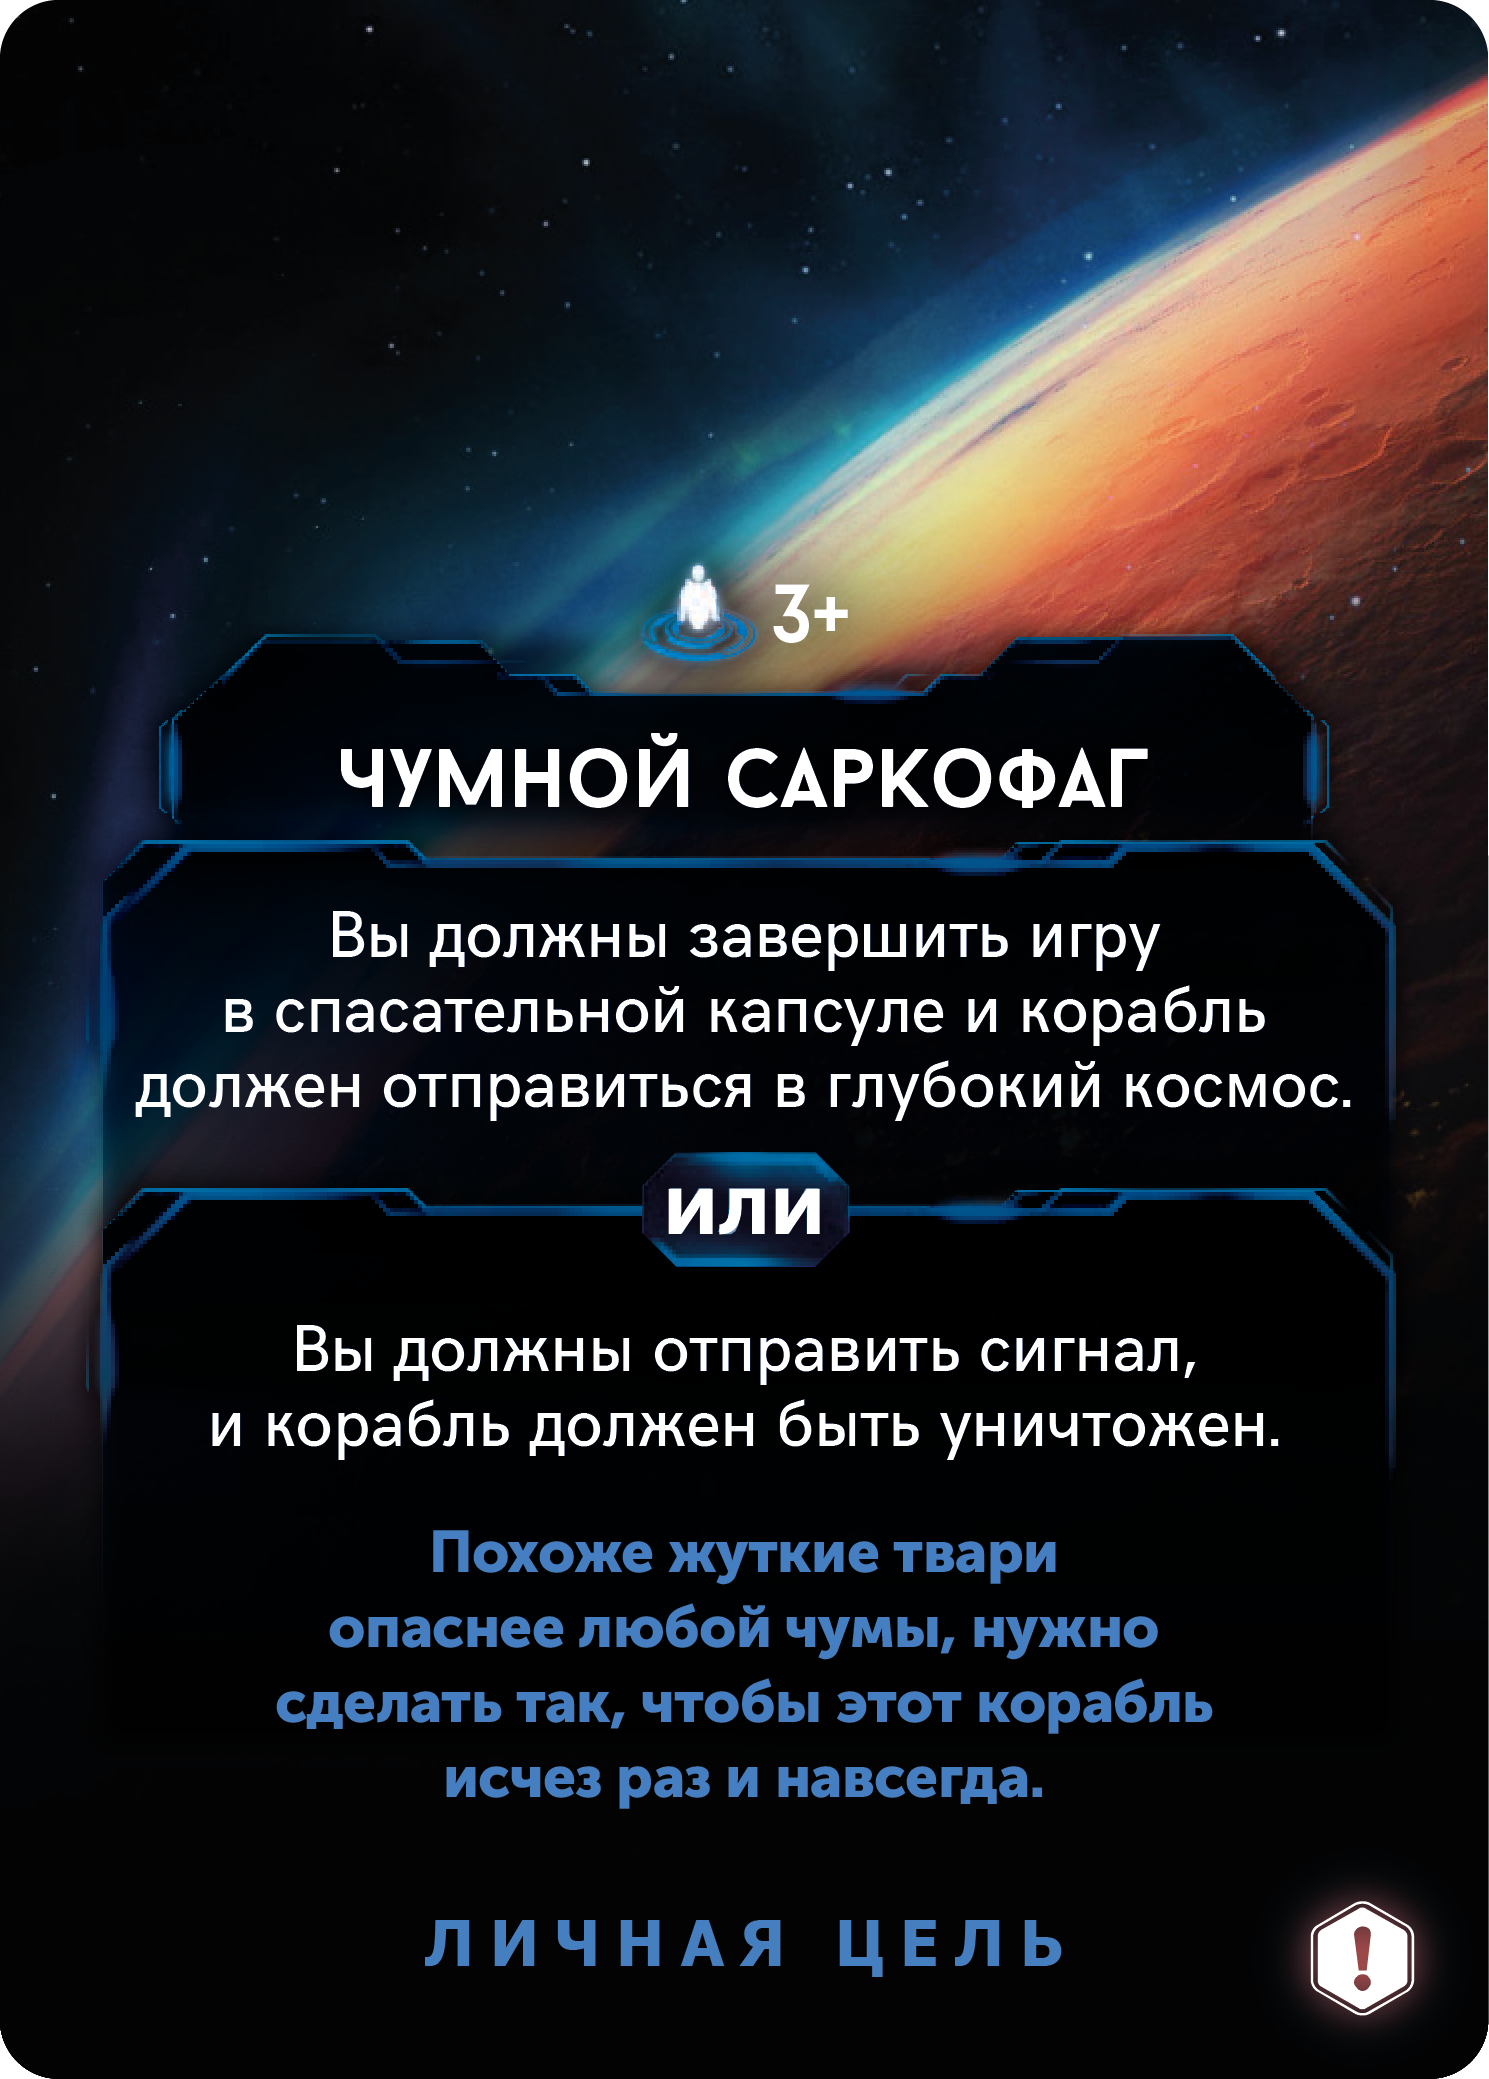 3+
ЧУМНОЙ САРКОФАГ
Вы должны завершить игру
в спасательной капсуле и корабль
должен отправиться в глубокий космос.
ИЛИ
Вы должны отправить сигнал,
и корабль должен быть уничтожен.
Похоже жуткие твари
опаснее любой чумы, нужно
сделать так, чтобы этот корабль
исчез раз и навсегда.
ЛИЧНАЯ ЦЕЛЬ
!